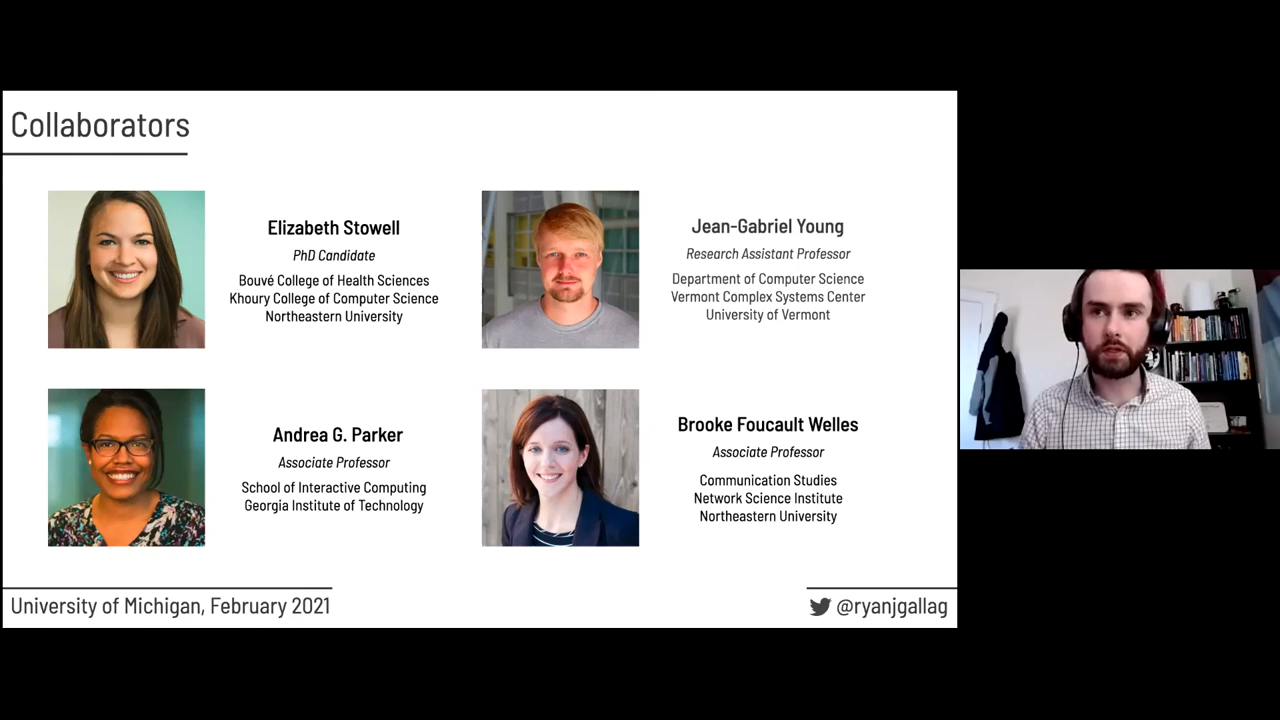 Collaborators
Elizabeth Stowell
PhD Candidate
Bouvé College of Health Sciences
Khoury College of Computer Science
Northeastern University
Jean-Gabriel Young
Research Assistant Professor
Department of Computer Science
Vermont Complex Systems Center
University of Vermont
Andrea G. Parker
Associate Professor
School of Interactive Computing
Georgia Institute of Technology
Brooke Foucault Welles
Associate Professor
Communication Studies
Network Science Institute
Northeastern University
University of Michigan, February 2021
@ryanjgallag